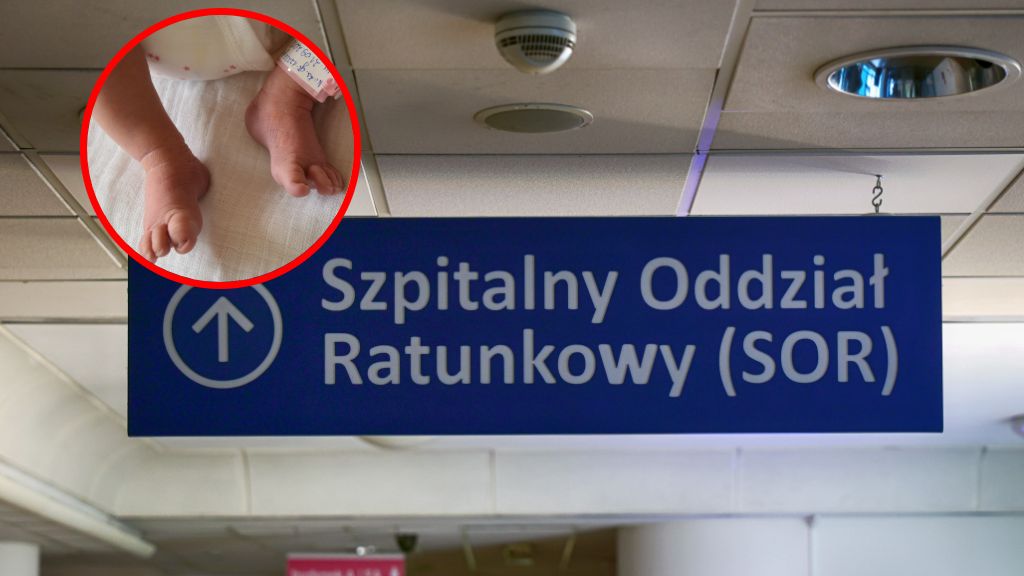 Szpitalny Oddział
Ratunkowy (SOR)